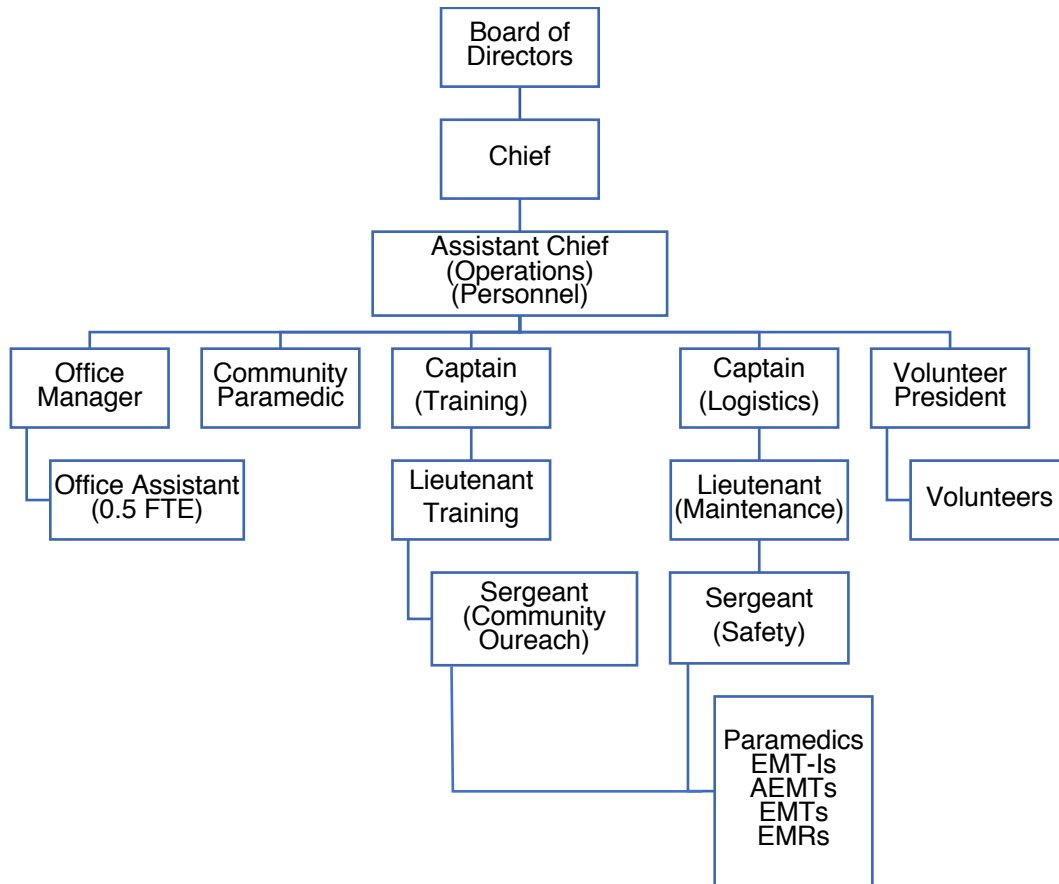 Board of
Directors
Chief
Assistant Chief
(Operations)
(Personnel)
Office
Manager
Community
Paramedic
Captain
(Training)
Captain
(Logistics)
Volunteer
President
Office Assistant
(0.5 FTE)
Lieutenant
Training
Lieutenant
(Maintenance)
Volunteers
Sergeant
(Community
Oureach)
Sergeant
(Safety)
Paramedics
EMT-Is
AEMTs
EMTs
EMRs